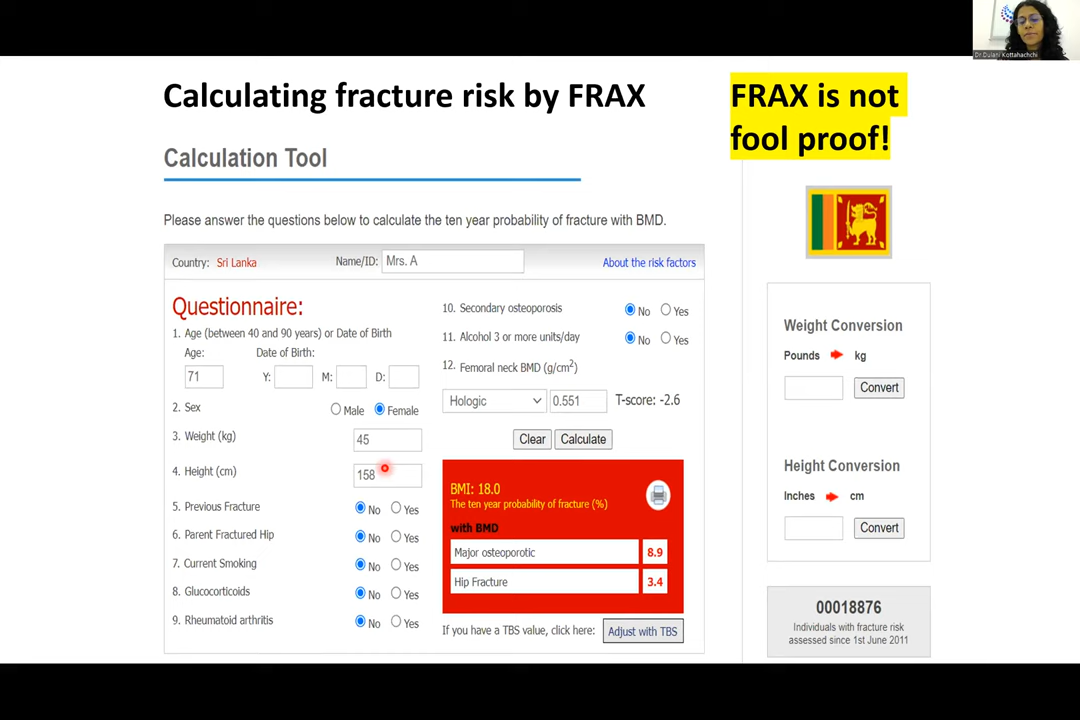 Dr Dulani Kottahachchi
Calculating fracture risk by FRAX
FRAX is not
fool proof!
Calculation Tool
Please answer the questions below to calculate the ten year probability of fracture with BMD.
Country: Sri Lanka
Name/ID: Mrs. A
About the risk factors
Questionnaire:
1. Age (between 40 and 90 years) or Date of Birth
Age: Date of Birth:
71 Y: M: D:
2. Sex Male Female
3. Weight (kg) 45
4. Height (cm) 158
5. Previous Fracture No Yes
6. Parent Fractured Hip No Yes
7. Current Smoking No Yes
8. Glucocorticoids No Yes
9. Rheumatoid arthritis No Yes
10. Secondary osteoporosis No Yes
11. Alcohol 3 or more units/day No Yes
12. Femoral neck BMD (g/cm²)
Hologic 0.551 T-score: -2.6
Clear Calculate
BMI: 18.0
The ten year probability of fracture (%)
with BMD
Major osteoporotic 8.9
Hip Fracture 3.4
If you have a TBS value, click here: Adjust with TBS
Weight Conversion
Pounds kg
Convert
Height Conversion
Inches cm
Convert
00018876
Individuals with fracture risk
assessed since 1st June 2011